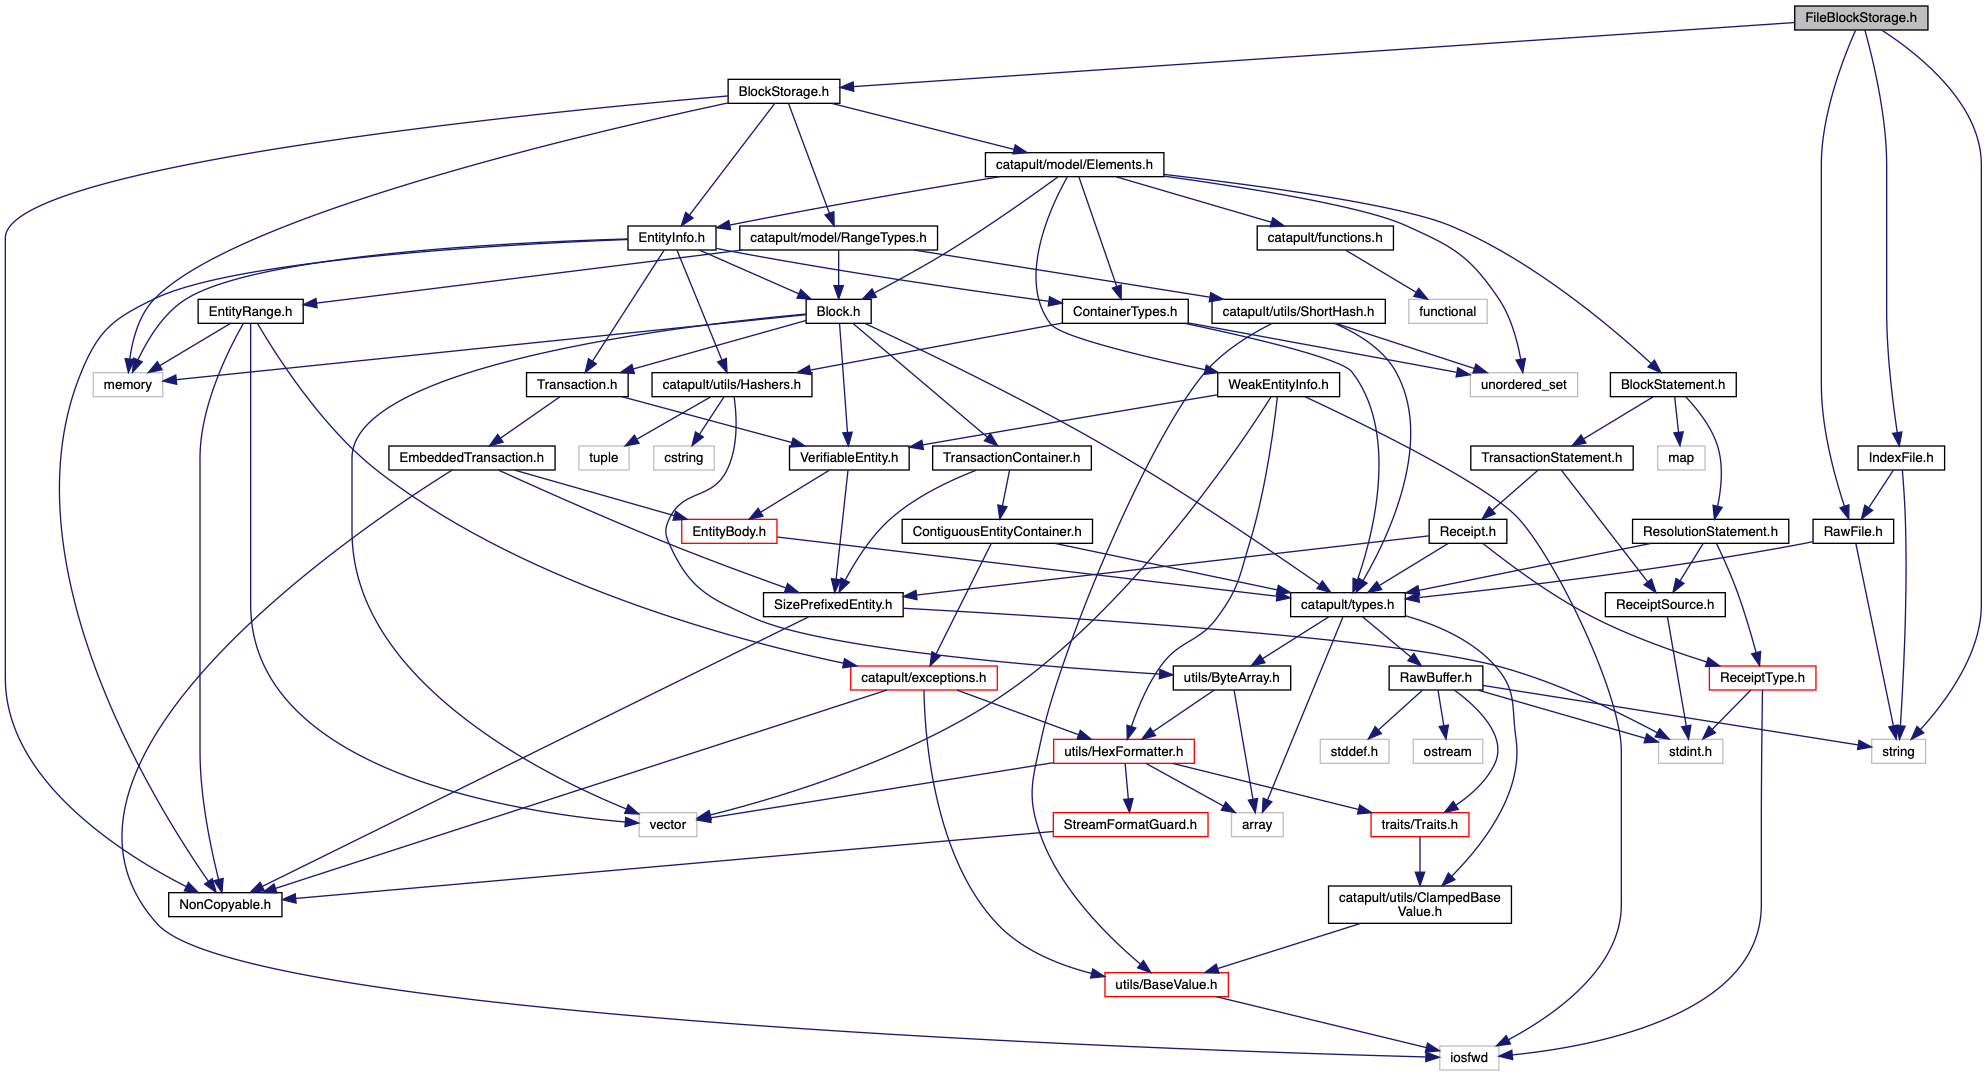 FileBlockStorage.h
BlockStorage.h
catapult/model/Elements.h
EntityInfo.h
catapult/model/RangeTypes.h
catapult/functions.h
EntityRange.h
Block.h
ContainerTypes.h
catapult/utils/ShortHash.h
functional
memory
Transaction.h
catapult/utils/Hashers.h
WeakEntityInfo.h
unordered_set
BlockStatement.h
EmbeddedTransaction.h
tuple
cstring
VerifiableEntity.h
TransactionContainer.h
TransactionStatement.h
map
IndexFile.h
EntityBody.h
ContiguousEntityContainer.h
Receipt.h
ResolutionStatement.h
RawFile.h
SizePrefixedEntity.h
catapult/types.h
ReceiptSource.h
catapult/exceptions.h
utils/ByteArray.h
RawBuffer.h
ReceiptType.h
utils/HexFormatter.h
stddef.h
ostream
stdint.h
string
vector
StreamFormatGuard.h
array
traits/Traits.h
NonCopyable.h
catapult/utils/ClampedBase
Value.h
utils/BaseValue.h
iosfwd